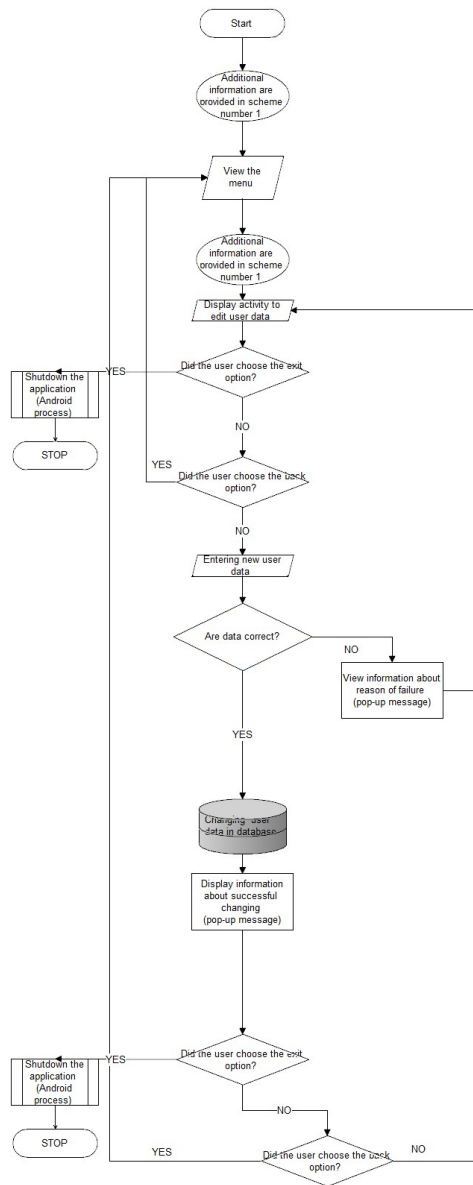 Start
Additional
information are
provided in scheme
number 1
View the
menu
Additional
information are
provided in scheme
number 1
Display activity to
edit user data
Did the user choose the exit
option?
YES
Shutdown the
application
(Android
process)
STOP
NO
YES
Did the user choose the back
option?
NO
Entering new user
data
Are data correct?
NO
View information about
reason of failure
(pop-up message)
YES
Changing user
data in database
Display information
about successful
changing
(pop-up message)
Did the user choose the exit
option?
YES
Shutdown the
application
(Android
process)
STOP
NO
YES
Did the user choose the back
option?
NO